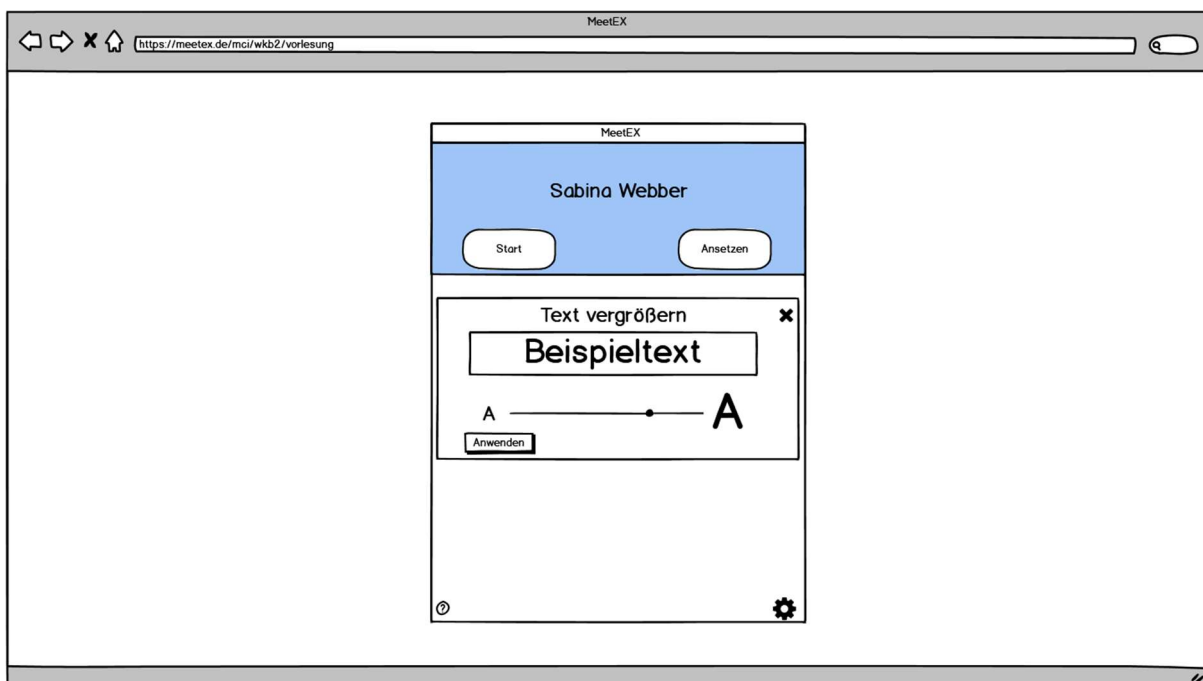 MeetEX
https://meetex.de/mci/wkb2/vorlesung
MeetEX
Sabina Webber
Start Ansetzen
Text vergrößern
Beispieltext
A A
Anwenden
?